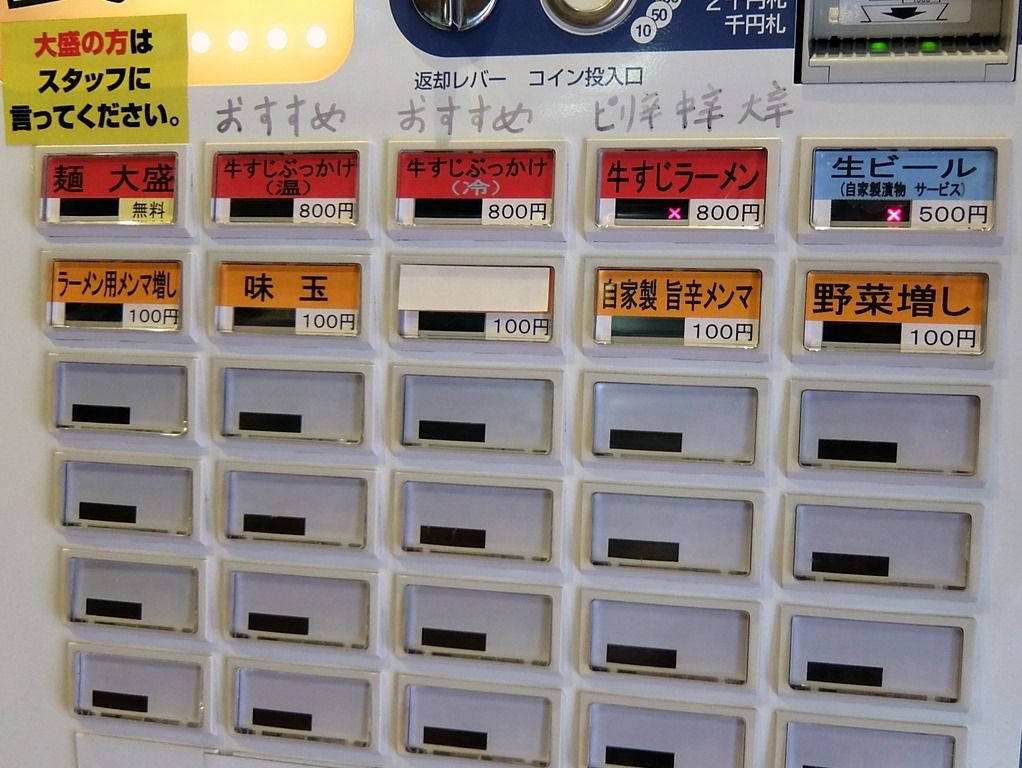 大盛の方は
スタッフに
言ってください。
10
50
千円札
返却レバー コイン投入口
おすすめ
おすすめ
ピリ辛 中辛 大辛
麺 大盛
無料
牛すじぶっかけ
(温)
800円
牛すじぶっかけ
(冷)
800円
牛すじラーメン
× 800円
生ビール
(自家製漬物 サービス)
× 500円
ラーメン用メンマ増し
100円
味玉
100円
100円
自家製 旨辛メンマ
100円
野菜増し
100円